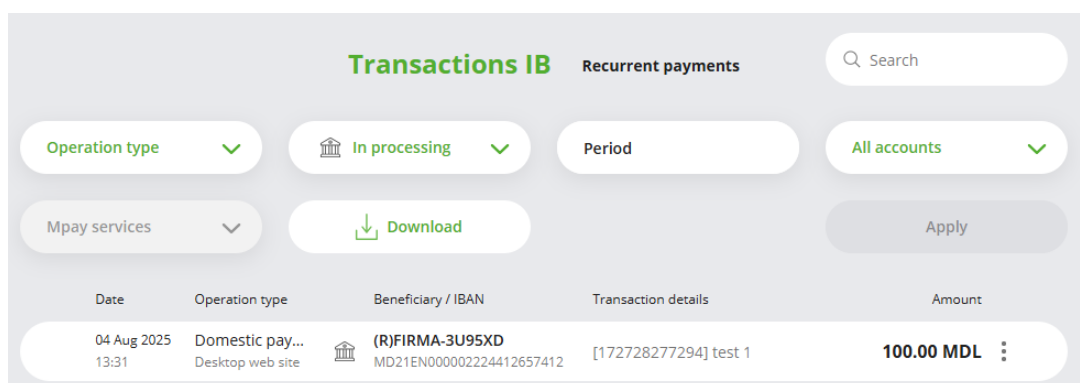 Transactions IB
Recurrent payments
Search
Operation type
In processing
Period
All accounts
Mpay services
Download
Apply
Date
Operation type
Beneficiary / IBAN
Transaction details
Amount
04 Aug 2025
13:31
Domestic pay...
Desktop web site
(R)FIRMA-3U95XD
MD21EN000002224412657412
[172728277294] test 1
100.00 MDL